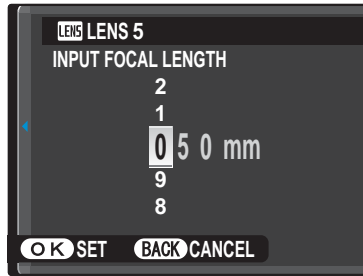 LENS LENS 5
INPUT FOCAL LENGTH
2
1
0 5 0 mm
9
8
OK SET BACK CANCEL